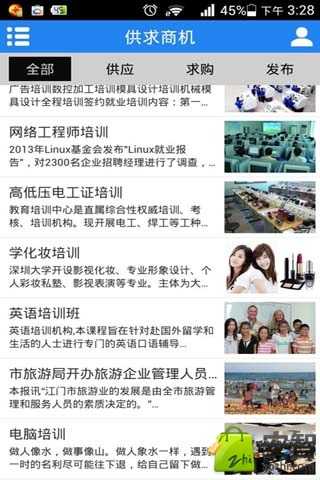 45%
下午 3:28
供求商机
全部
供应
求购
发布
广告培训数控加工培训模具设计培训机械模
具设计全程培训签约就业培训内容：第一...
网络工程师培训
2013年Linux基金会发布"Linux就业报
告"，对2300名企业招聘经理进行了调查，...
高低压电工证培训
教育培训中心是直属综合性权威培训、考
核、培训机构。现开展电工、焊工等工种...
学化妆培训
深圳大学开设影视化妆、专业形象设计、个
人彩妆私塾、影视表演等专业。主力...
英语培训班
培训机构,本课程旨在针对赴国外留学和
生活的人士进行专门的英语口语辅导...
市旅游局开办旅游企业管理人员...
本报讯"江门市旅游业的发展是由全市旅游管
理和服务人员的素质决定的。
电脑培训
做人像水，做事像山。做人象水一样，遇到
一时的名利尽可能往下退，给自己留下做...
zhi